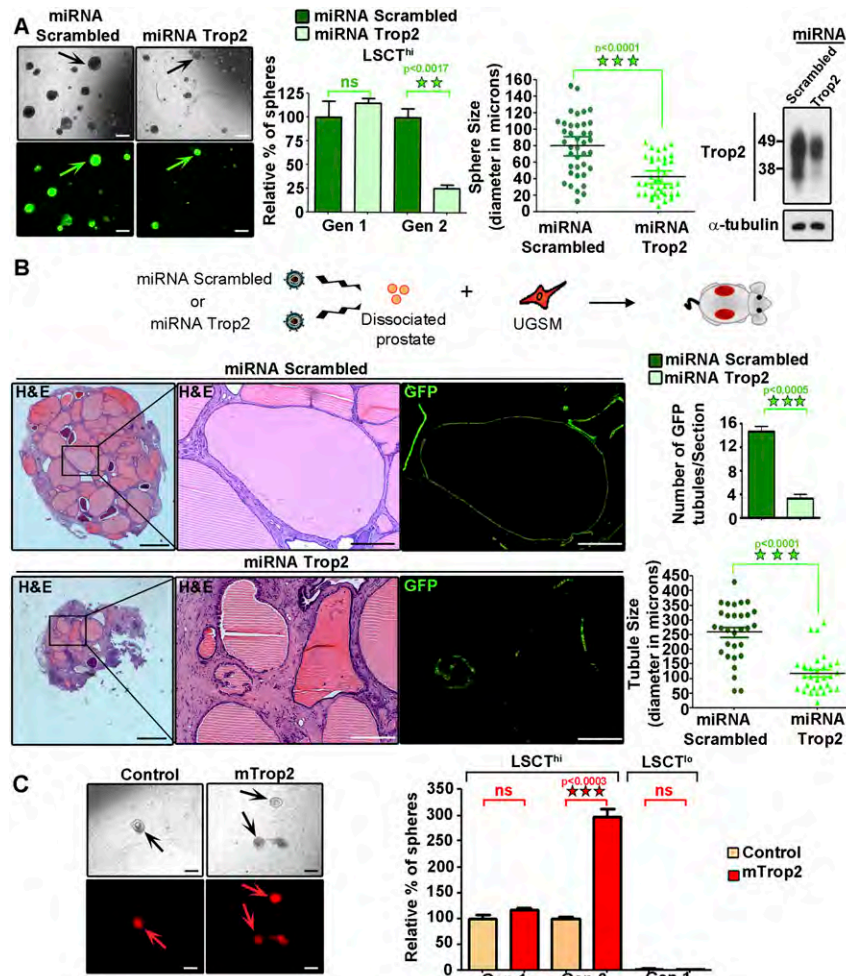 A
miRNA
Scrambled
miRNA Trop2
miRNA Scrambled
miRNA Trop2
LSCThi
ns
p<0.0017
Relative % of spheres
125
100
75
50
25
0
Gen 1
Gen 2
p<0.0001
Sphere Size
(diameter in microns)
160
140
120
100
80
60
40
20
0
miRNA
Scrambled
miRNA
Trop2
miRNA
Scrambled
Trop2
Trop2
49
38
α-tubulin
B
miRNA Scrambled
or
miRNA Trop2
Dissociated
prostate
+
UGSM
miRNA Scrambled
H&E
H&E
GFP
miRNA Trop2
H&E
H&E
GFP
miRNA Scrambled
miRNA Trop2
p<0.0005
Number of GFP
tubules/Section
16
12
8
4
0
p<0.0001
Tubule Size
(diameter in microns)
450
400
350
300
250
200
150
100
50
0
miRNA
Scrambled
miRNA
Trop2
C
Control
mTrop2
LSCThi
LSCTlo
ns
p<0.0003
ns
Relative % of spheres
350
300
250
200
150
100
50
0
Control
mTrop2